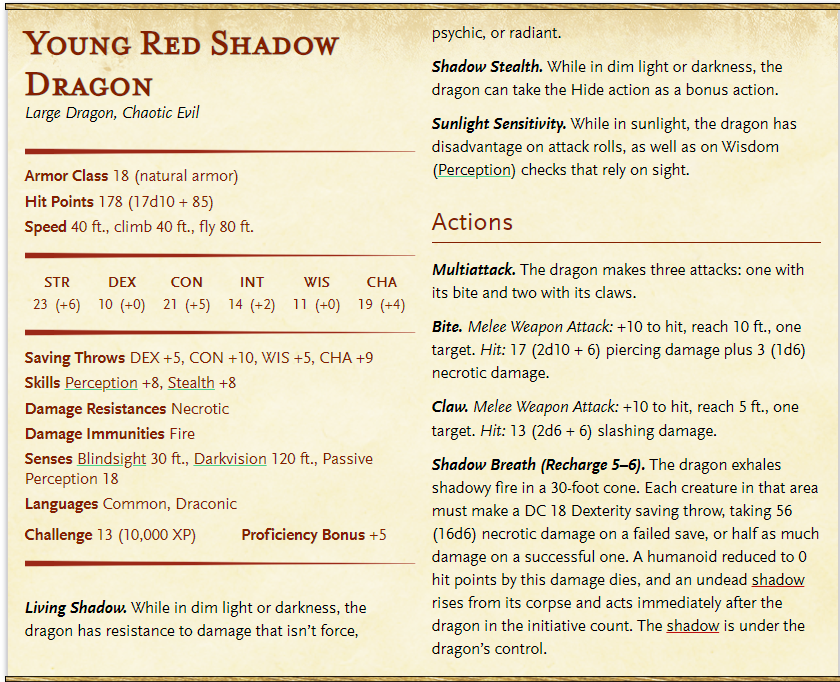 Young Red Shadow
Dragon
Large Dragon, Chaotic Evil
Armor Class 18 (natural armor)
Hit Points 178 (17d10 + 85)
Speed 40 ft., climb 40 ft., fly 80 ft.
STR DEX CON INT WIS CHA
23 (+6) 10 (+0) 21 (+5) 14 (+2) 11 (+0) 19 (+4)
Saving Throws DEX +5, CON +10, WIS +5, CHA +9
Skills Perception +8, Stealth +8
Damage Resistances Necrotic
Damage Immunities Fire
Senses Blindsight 30 ft., Darkvision 120 ft., Passive
Perception 18
Languages Common, Draconic
Challenge 13 (10,000 XP) Proficiency Bonus +5
Living Shadow. While in dim light or darkness, the
dragon has resistance to damage that isn't force,
psychic, or radiant.
Shadow Stealth. While in dim light or darkness, the
dragon can take the Hide action as a bonus action.
Sunlight Sensitivity. While in sunlight, the dragon has
disadvantage on attack rolls, as well as on Wisdom
(Perception) checks that rely on sight.
Actions
Multiattack. The dragon makes three attacks: one with
its bite and two with its claws.
Bite. Melee Weapon Attack: +10 to hit, reach 10 ft., one
target. Hit: 17 (2d10 + 6) piercing damage plus 3 (1d6)
necrotic damage.
Claw. Melee Weapon Attack: +10 to hit, reach 5 ft., one
target. Hit: 13 (2d6 + 6) slashing damage.
Shadow Breath (Recharge 5–6). The dragon exhales
shadowy fire in a 30-foot cone. Each creature in that area
must make a DC 18 Dexterity saving throw, taking 56
(16d6) necrotic damage on a failed save, or half as much
damage on a successful one. A humanoid reduced to 0
hit points by this damage dies, and an undead shadow
rises from its corpse and acts immediately after the
dragon in the initiative count. The shadow is under the
dragon's control.